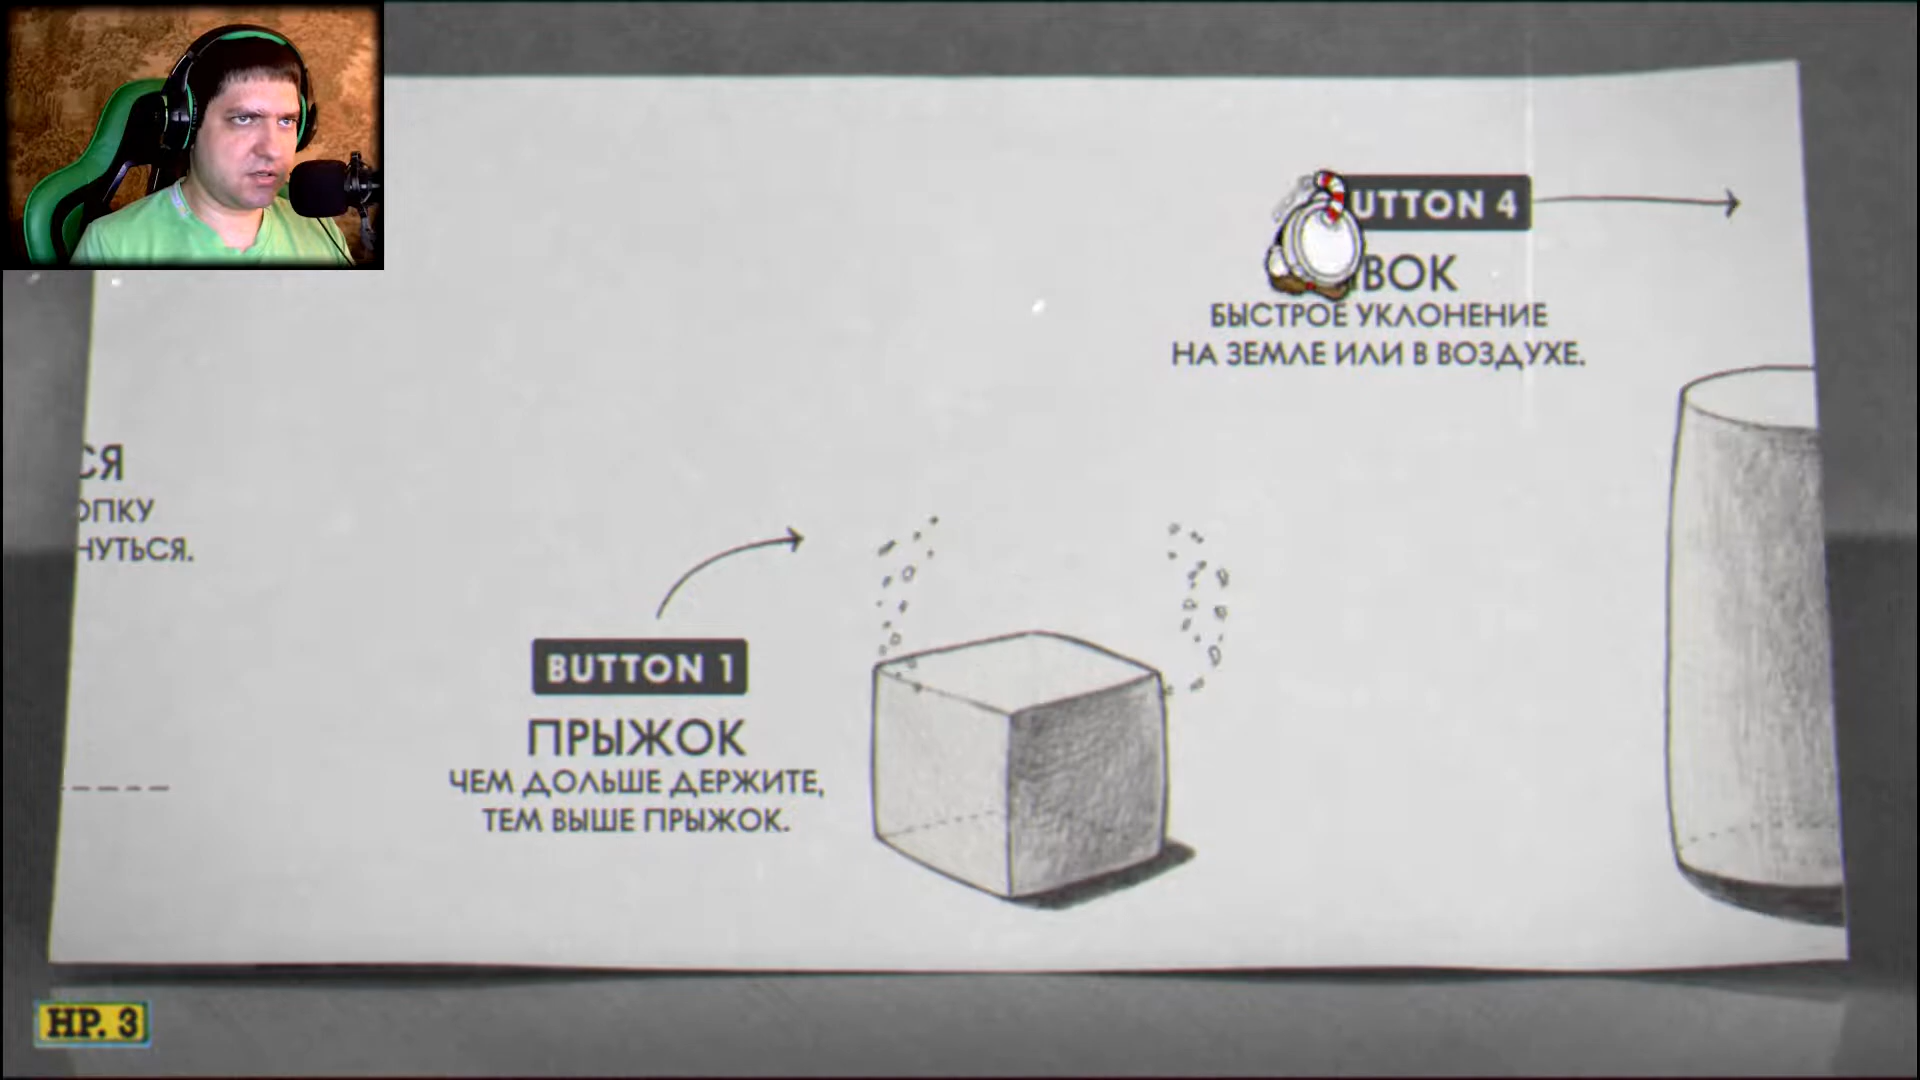 BUTTON 4
БЫСТРОЕ УКЛОНЕНИЕ
НА ЗЕМЛЕ ИЛИ В ВОЗДУХЕ.
НУТЬСЯ.
BUTTON 1
ПРЫЖОК
ЧЕМ ДОЛЬШЕ ДЕРЖИТЕ,
ТЕМ ВЫШЕ ПРЫЖОК.
HP. 3